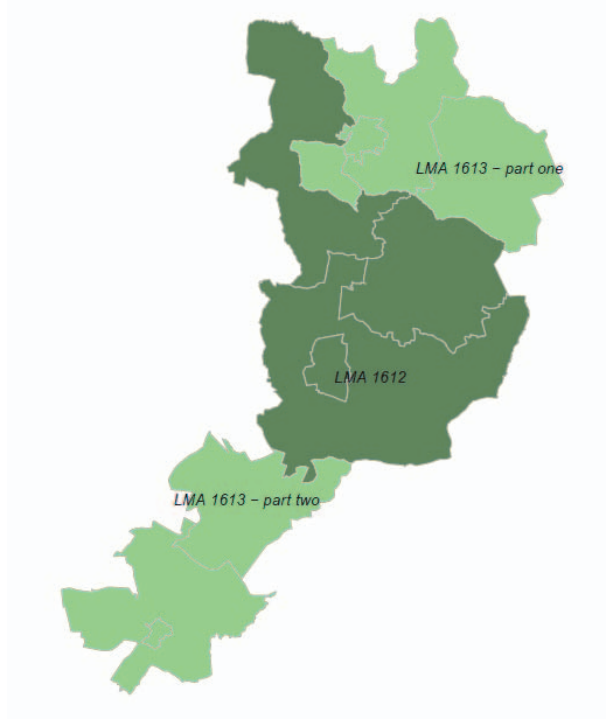 LMA 1613 − part one
LMA 1612
LMA 1613 − part two